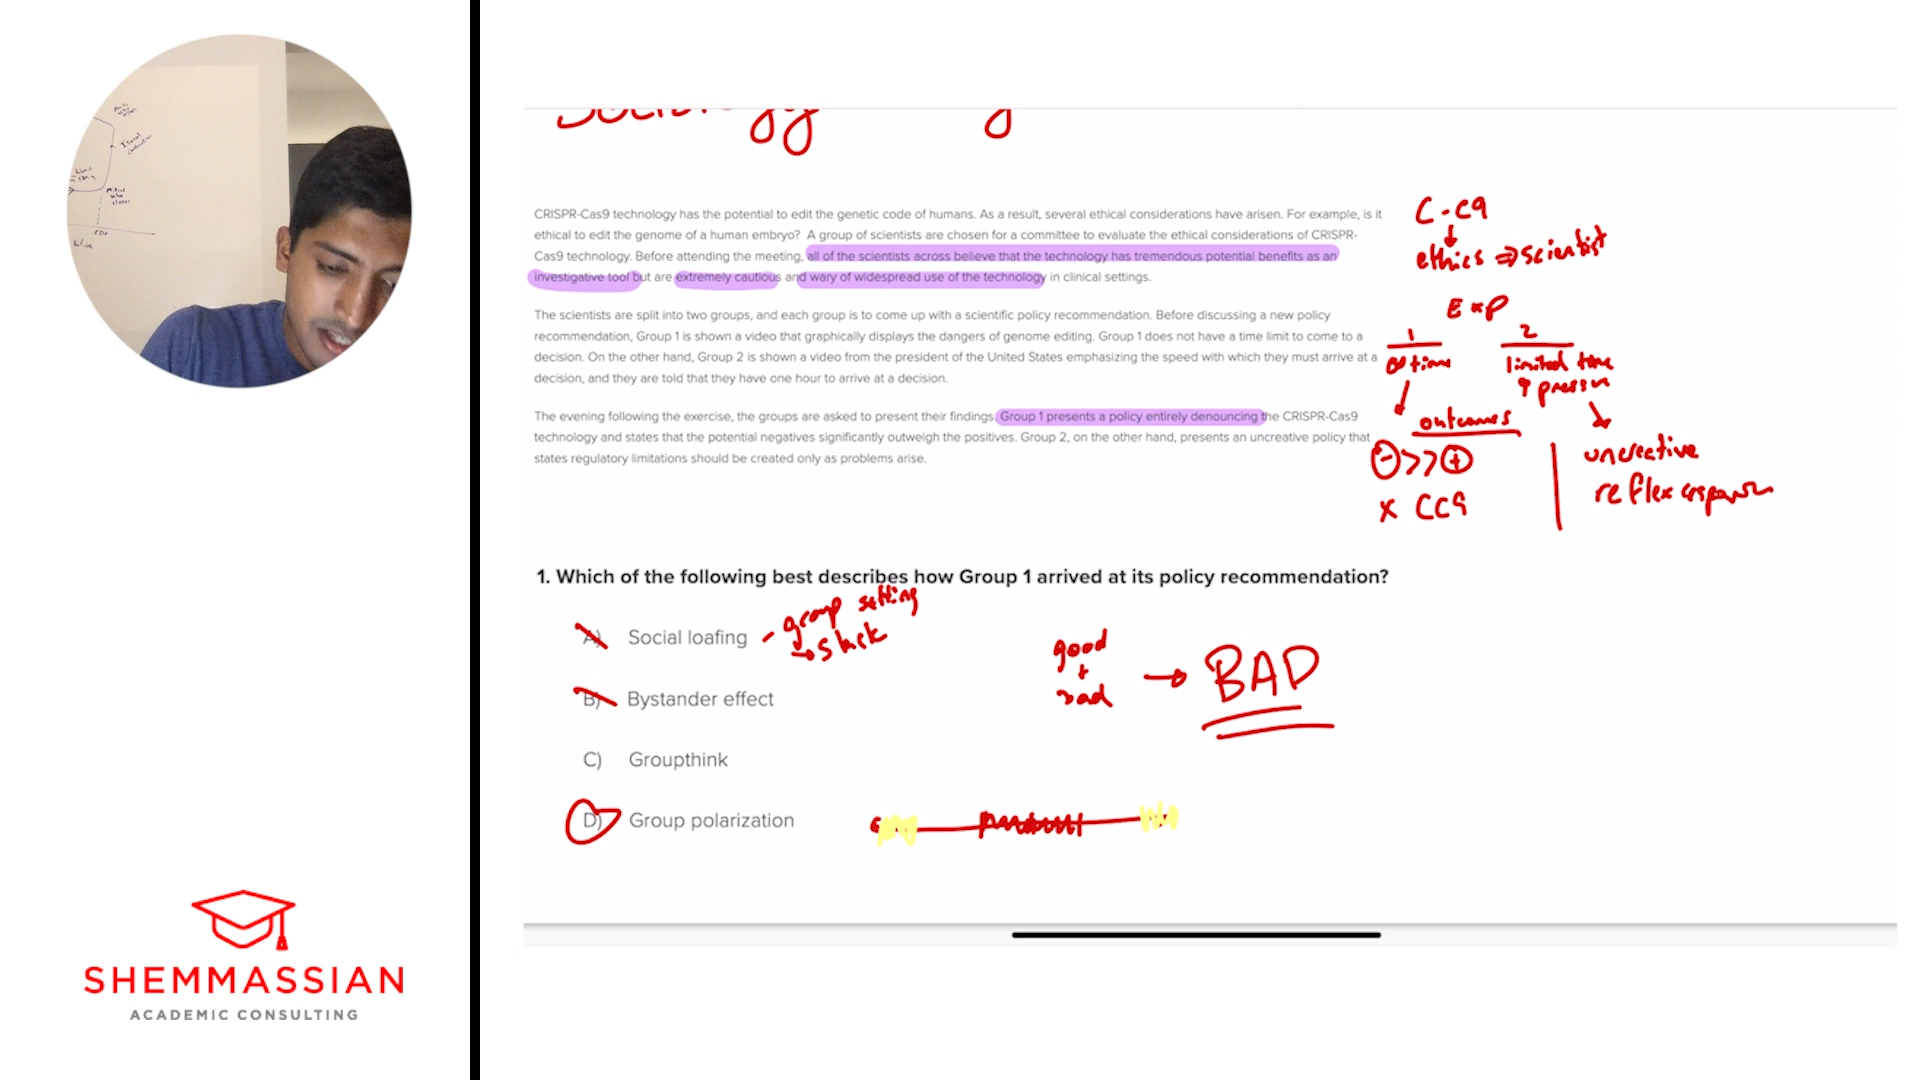 CRISPR-Cas9 technology has the potential to edit the genetic code of humans. As a result, several ethical considerations have arisen. For example, is it
ethical to edit the genome of a human embryo? A group of scientists are chosen for a committee to evaluate the ethical considerations of CRISPR-
Cas9 technology. Before attending the meeting, all of the scientists across believe that the technology has tremendous potential benefits as an
investigative tool but are extremely cautious and wary of widespread use of the technology in clinical settings.
The scientists are split into two groups, and each group is to come up with a scientific policy recommendation. Before discussing a new policy
recommendation, Group 1 is shown a video that graphically displays the dangers of genome editing. Group 1 does not have a time limit to come to a
decision. On the other hand, Group 2 is shown a video from the president of the United States emphasizing the speed with which they must arrive at a
decision, and they are told that they have one hour to arrive at a decision.
The evening following the exercise, the groups are asked to present their findings. Group 1 presents a policy entirely denouncing the CRISPR-Cas9
technology and states that the potential negatives significantly outweigh the positives. Group 2, on the other hand, presents an uncreative policy that
states regulatory limitations should be created only as problems arise.
C-C9
ethics ⇒ scientist
Exp
1 2
∞ time
limited time
↑ pressure
outcomes
⊖ >> ⊕
x CC9
uncreative
reflex
1. Which of the following best describes how Group 1 arrived at its policy recommendation?
A) Social loafing - group setting
→ slack
B) Bystander effect
C) Groupthink
D) Group polarization
good
+
bad → BAD
SHEMMASSIAN
ACADEMIC CONSULTING